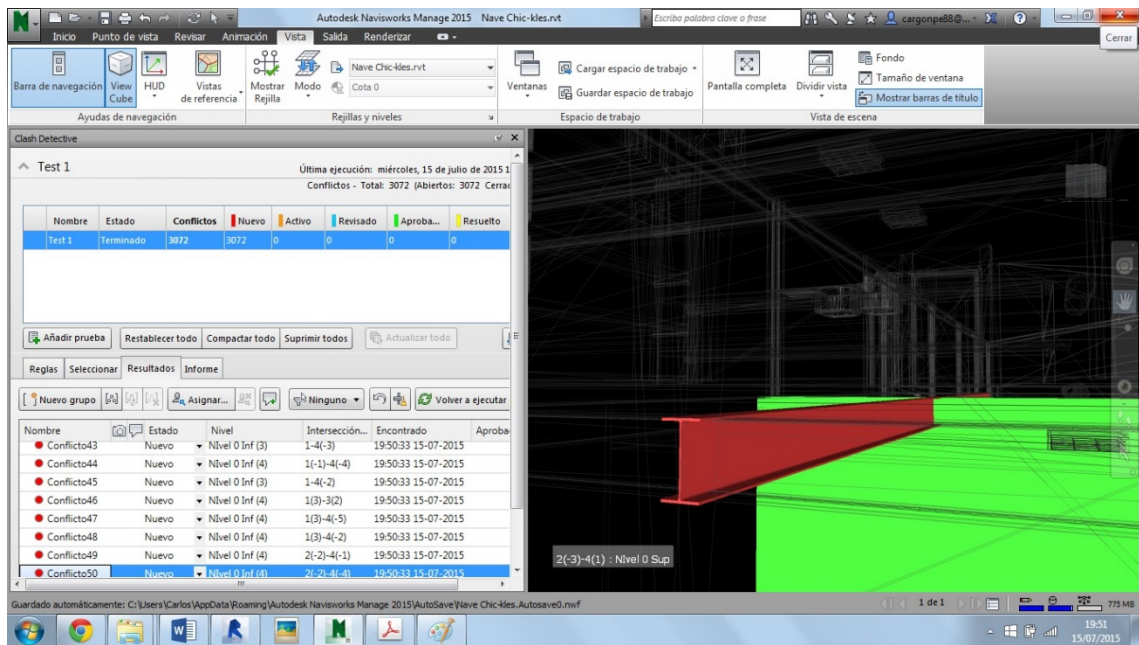 Autodesk Navisworks Manage 2015 Nave Chic-kles.rvt
Escriba palabra clave o frase
cargonpe88@...
Cerrar
Inicio Punto de vista Revisar Animación Vista Salida Renderizar
Barra de navegación
View Cube
HUD
Vistas de referencia
Mostrar Rejilla
Modo
Nave Chic-kles.rvt
Cota 0
Ventanas
Cargar espacio de trabajo
Guardar espacio de trabajo
Pantalla completa
Dividir vista
Fondo
Tamaño de ventana
Mostrar barras de título
Ayudas de navegación
Rejillas y niveles
Espacio de trabajo
Vista de escena
Clash Detective
Test 1
Última ejecución: miércoles, 15 de julio de 2015 1
Conflictos - Total: 3072 (Abiertos: 3072 Cerrad
Nombre Estado Conflictos Nuevo Activo Revisado Aproba... Resuelto
Test 1 Terminado 3072 3072 0 0 0 0
Añadir prueba Restablecer todo Compactar todo Suprimir todos Actualizar todo
Reglas Seleccionar Resultados Informe
Nuevo grupo Asignar... Ninguno Volver a ejecutar
Nombre Estado Nivel Intersección... Encontrado Aproba
Conflicto43 Nuevo NIvel 0 Inf (3) 1-4(-3) 19:50:33 15-07-2015
Conflicto44 Nuevo NIvel 0 Inf (4) 1(-1)-4(-4) 19:50:33 15-07-2015
Conflicto45 Nuevo NIvel 0 Inf (3) 1-4(-2) 19:50:33 15-07-2015
Conflicto46 Nuevo NIvel 0 Inf (4) 1(3)-3(2) 19:50:33 15-07-2015
Conflicto47 Nuevo NIvel 0 Inf (4) 1(3)-4(-5) 19:50:33 15-07-2015
Conflicto48 Nuevo NIvel 0 Inf (4) 1(3)-4(-2) 19:50:33 15-07-2015
Conflicto49 Nuevo NIvel 0 Inf (4) 2(-2)-4(-1) 19:50:33 15-07-2015
Conflicto50 Nuevo NIvel 0 Inf (4) 2(-2)-4(-4) 19:50:33 15-07-2015
2(-3)-4(1) : NIvel 0 Sup
Guardado automáticamente: C:\Users\Carlos\AppData\Roaming\Autodesk Navisworks Manage 2015\AutoSave\Nave Chic-kles.Autosave0.nwf
1 de 1
775 MB
19:51
15/07/2015